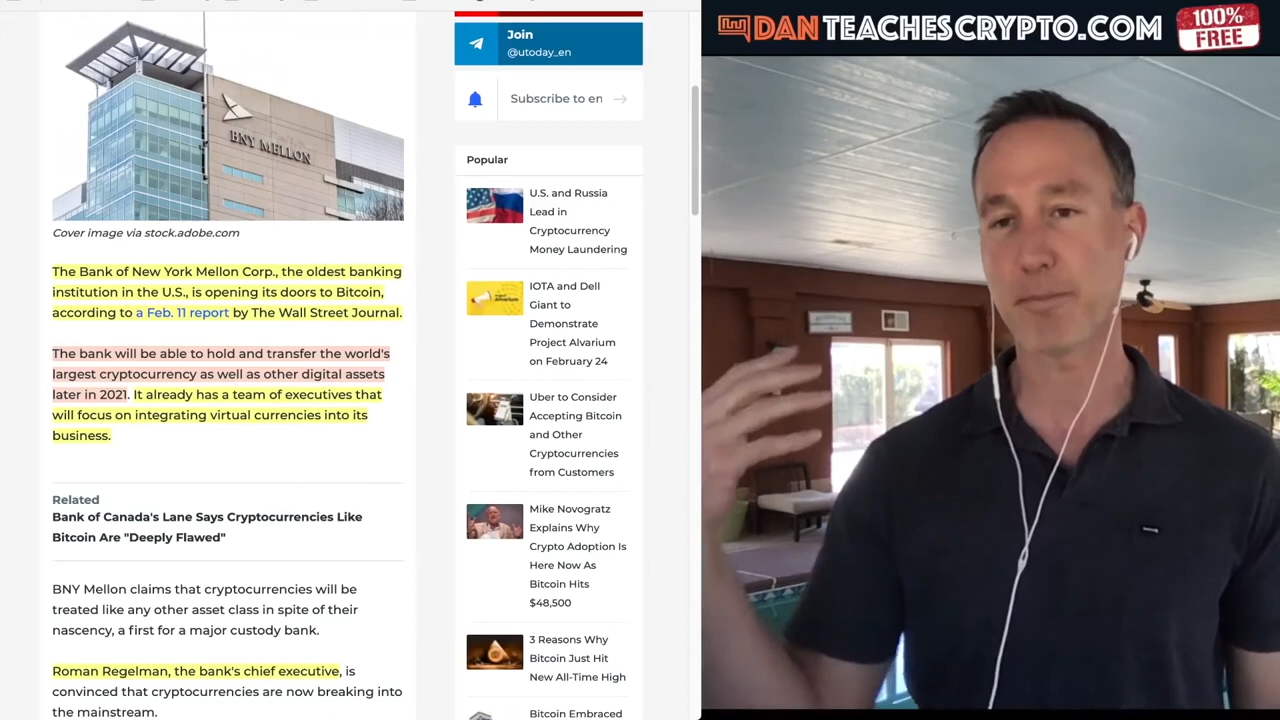 BNY MELLON
Cover image via stock.adobe.com
The Bank of New York Mellon Corp., the oldest banking
institution in the U.S., is opening its doors to Bitcoin,
according to a Feb. 11 report by The Wall Street Journal.
The bank will be able to hold and transfer the world's
largest cryptocurrency as well as other digital assets
later in 2021. It already has a team of executives that
will focus on integrating virtual currencies into its
business.
Related
Bank of Canada's Lane Says Cryptocurrencies Like
Bitcoin Are "Deeply Flawed"
BNY Mellon claims that cryptocurrencies will be
treated like any other asset class in spite of their
nascency, a first for a major custody bank.
Roman Regelman, the bank's chief executive, is
convinced that cryptocurrencies are now breaking into
the mainstream.
Join
@utoday_en
Subscribe to en
Popular
U.S. and Russia
Lead in
Cryptocurrency
Money Laundering
IOTA and Dell
Giant to
Demonstrate
Project Alvarium
on February 24
Uber to Consider
Accepting Bitcoin
and Other
Cryptocurrencies
from Customers
Mike Novogratz
Explains Why
Crypto Adoption Is
Here Now As
Bitcoin Hits
$48,500
3 Reasons Why
Bitcoin Just Hit
New All-Time High
Bitcoin Embraced
DANTEACHESCRYPTO.COM
100%
FREE